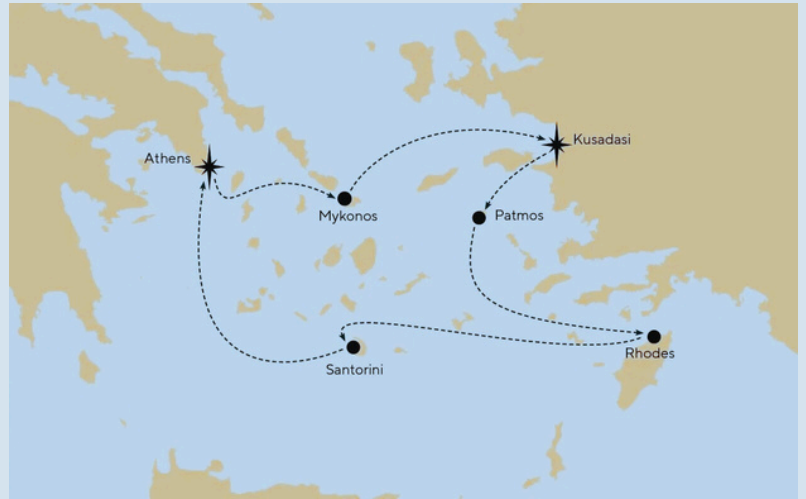 Athens
Kusadasi
Mykonos
Patmos
Rhodes
Santorini